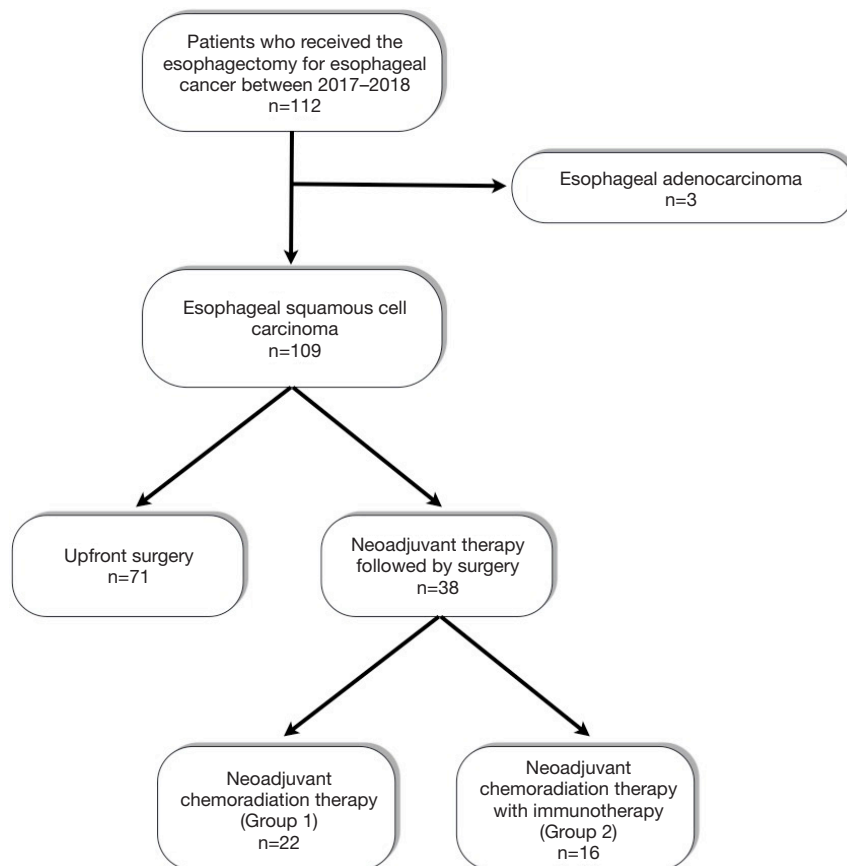 Patients who received the
esophagectomy for esophageal
cancer between 2017–2018
n=112
Esophageal adenocarcinoma
n=3
Esophageal squamous cell
carcinoma
n=109
Upfront surgery
n=71
Neoadjuvant therapy
followed by surgery
n=38
Neoadjuvant
chemoradiation therapy
(Group 1)
n=22
Neoadjuvant
chemoradiation therapy
with immunotherapy
(Group 2)
n=16